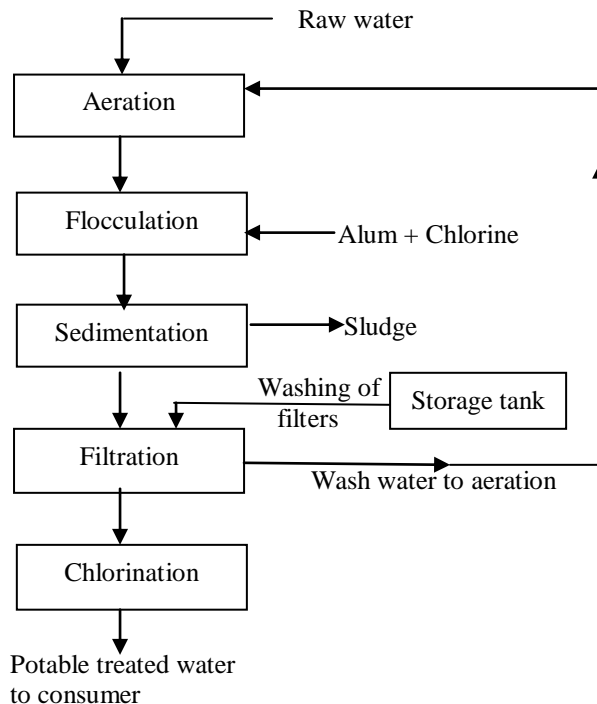 Raw water
Aeration
Flocculation
Alum + Chlorine
Sedimentation
Sludge
Washing of
filters
Storage tank
Filtration
Wash water to aeration
Chlorination
Potable treated water
to consumer